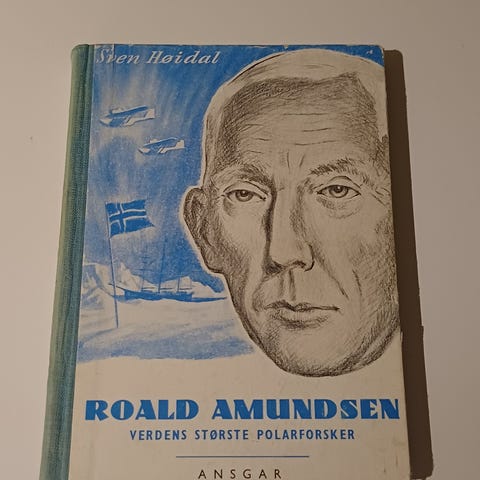 Sven Høidal
ROALD AMUNDSEN
VERDENS STØRSTE POLARFORSKER
ANSGAR